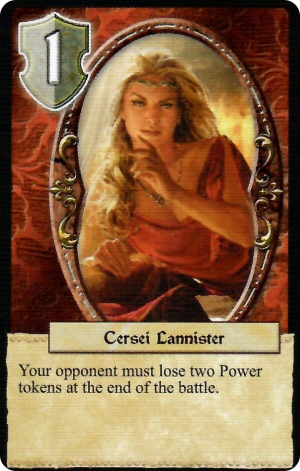 1
Cersei Lannister
Your opponent must lose two Power
tokens at the end of the battle.